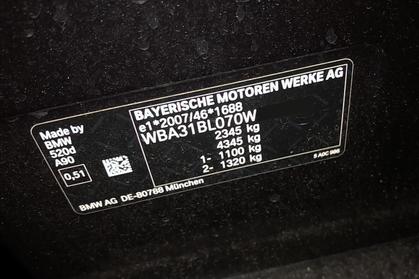 BAYERISCHE MOTOREN WERKE AG
e1*2007/46*1688
WBA31BL070W
2345 kg
4345 kg
1- 1100 kg
2- 1320 kg
Made by
BMW
520d
A90
0,51
BMW AG DE-80788 München